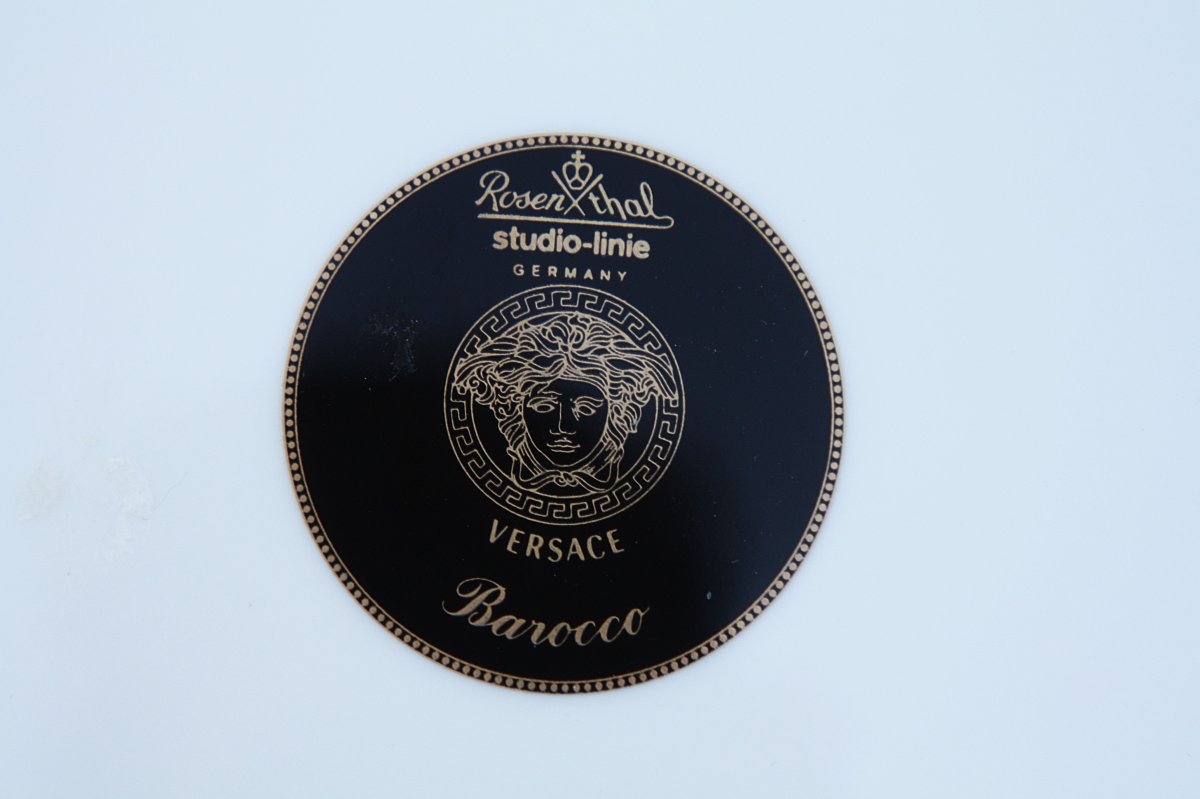 Rosenthal
studio-linie
GERMANY
VERSACE
Barocco